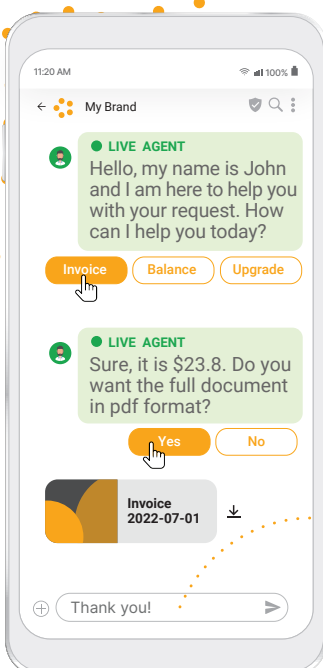 11:20 AM 100%
My Brand
LIVE AGENT
Hello, my name is John
and I am here to help you
with your request. How
can I help you today?
Invoice Balance Upgrade
LIVE AGENT
Sure, it is $23.8. Do you
want the full document
in pdf format?
Yes No
Invoice
2022-07-01
Thank you!